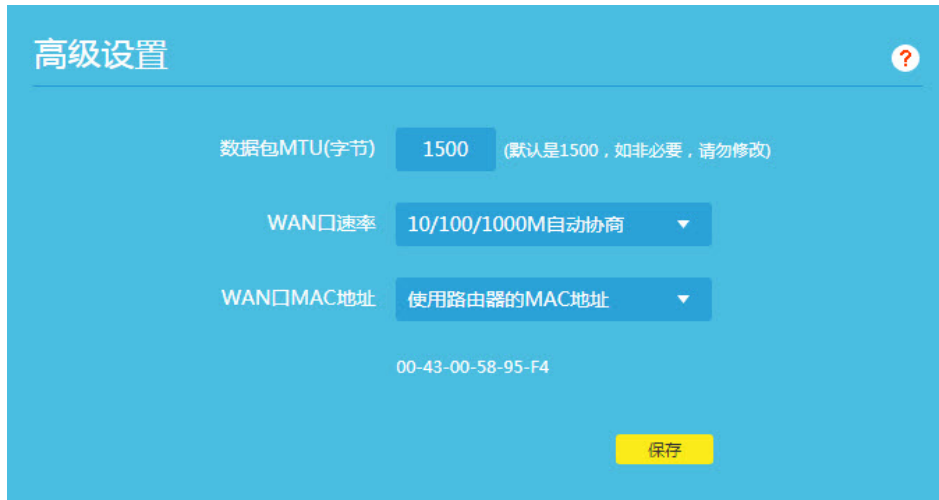 高级设置
?
数据包MTU(字节) 1500 (默认是1500，如非必要，请勿修改)
WAN口速率 10/100/1000M自动协商
WAN口MAC地址 使用路由器的MAC地址
00-43-00-58-95-F4
保存